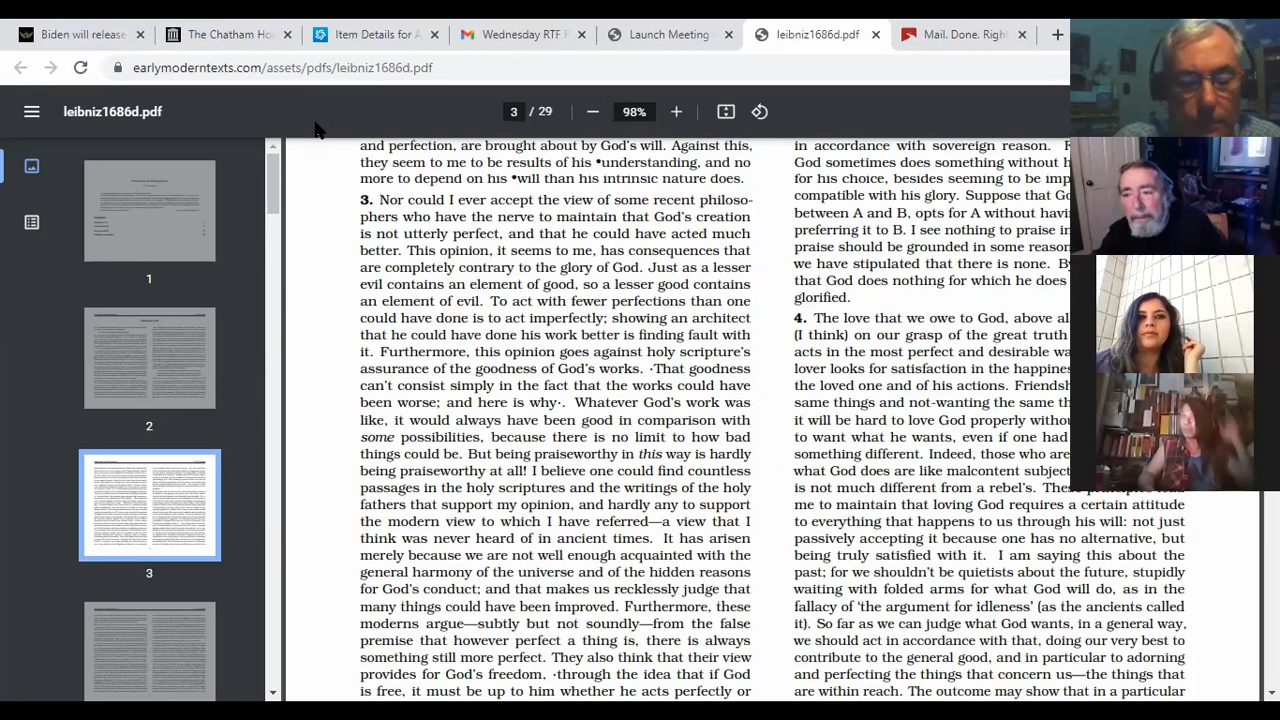 Biden will release
The Chatham Ho
Item Details for A
Wednesday RTF F
Launch Meeting -
leibniz1686d.pdf
Mail. Done. Righ
earlymoderntexts.com/assets/pdfs/leibniz1686d.pdf
leibniz1686d.pdf
3 / 29
98%
1
2
3
and perfection, are brought about by God's will. Against this,
they seem to me to be results of his •understanding, and no
more to depend on his •will than his intrinsic nature does.
3. Nor could I ever accept the view of some recent philoso-
phers who have the nerve to maintain that God's creation
is not utterly perfect, and that he could have acted much
better. This opinion, it seems to me, has consequences that
are completely contrary to the glory of God. Just as a lesser
evil contains an element of good, so a lesser good contains
an element of evil. To act with fewer perfections than one
could have done is to act imperfectly; showing an architect
that he could have done his work better is finding fault with
it. Furthermore, this opinion goes against holy scripture's
assurance of the goodness of God's works. ·That goodness
can't consist simply in the fact that the works could have
been worse; and here is why·. Whatever God's work was
like, it would always have been good in comparison with
some possibilities, because there is no limit to how bad
things could be. But being praiseworthy in this way is hardly
being praiseworthy at all! I believe one could find countless
passages in the holy scriptures and the writings of the holy
fathers that support my opinion, and hardly any to support
the modern view to which I have referred—a view that I
think was never heard of in ancient times. It has arisen
merely because we are not well enough acquainted with the
general harmony of the universe and of the hidden reasons
for God's conduct; and that makes us recklessly judge that
many things could have been improved. Furthermore, these
moderns argue—subtly but not soundly—from the false
premise that however perfect a thing is, there is always
something still more perfect. They also think that their view
provides for God's freedom, ·through the idea that if God
is free, it must be up to him whether he acts perfectly or
in accordance with sovereign reason.
God sometimes does something without
for his choice, besides seeming to be imp
compatible with his glory. Suppose that G
between A and B, opts for A without havi
preferring it to B. I see nothing to praise i
praise should be grounded in some reason
we have stipulated that there is none. By
that God does nothing for which he does
glorified.
4. The love that we owe to God, above al
(I think) on our grasp of the great truth
acts in the most perfect and desirable wa
lover looks for satisfaction in the happines
the loved one and of his actions. Friends
same things and not-wanting the same th
it will be hard to love God properly withou
to want what he wants, even if one had
something different. Indeed, those who are
what God does are like malcontent subject
is not much different from a rebel's.
me to maintain that loving God requires a certain attitude
to everything that happens to us through his will: not just
passively accepting it because one has no alternative, but
being truly satisfied with it. I am saying this about the
past; for we shouldn't be quietists about the future, stupidly
waiting with folded arms for what God will do, as in the
fallacy of 'the argument for idleness' (as the ancients called
it). So far as we can judge what God wants, in a general way,
we should act in accordance with that, doing our very best to
contribute to the general good, and in particular to adorning
and perfecting the things that concern us—the things that
are within reach. The outcome may show that in a particular